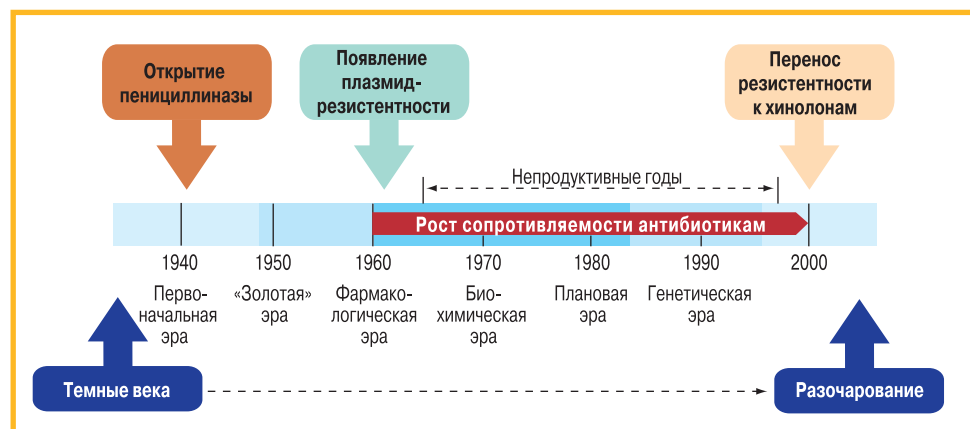 Открытие
пенициллиназы
Появление
плазмид-
резистентности
Перенос
резистентности
к хинолонам
Непродуктивные годы
Рост сопротивляемости антибиотикам
1940
1950
1960
1970
1980
1990
2000
Перво-
начальная
эра
«Золотая»
эра
Фармако-
логическая
эра
Био-
химическая
эра
Плановая
эра
Генетическая
эра
Темные века
Разочарование